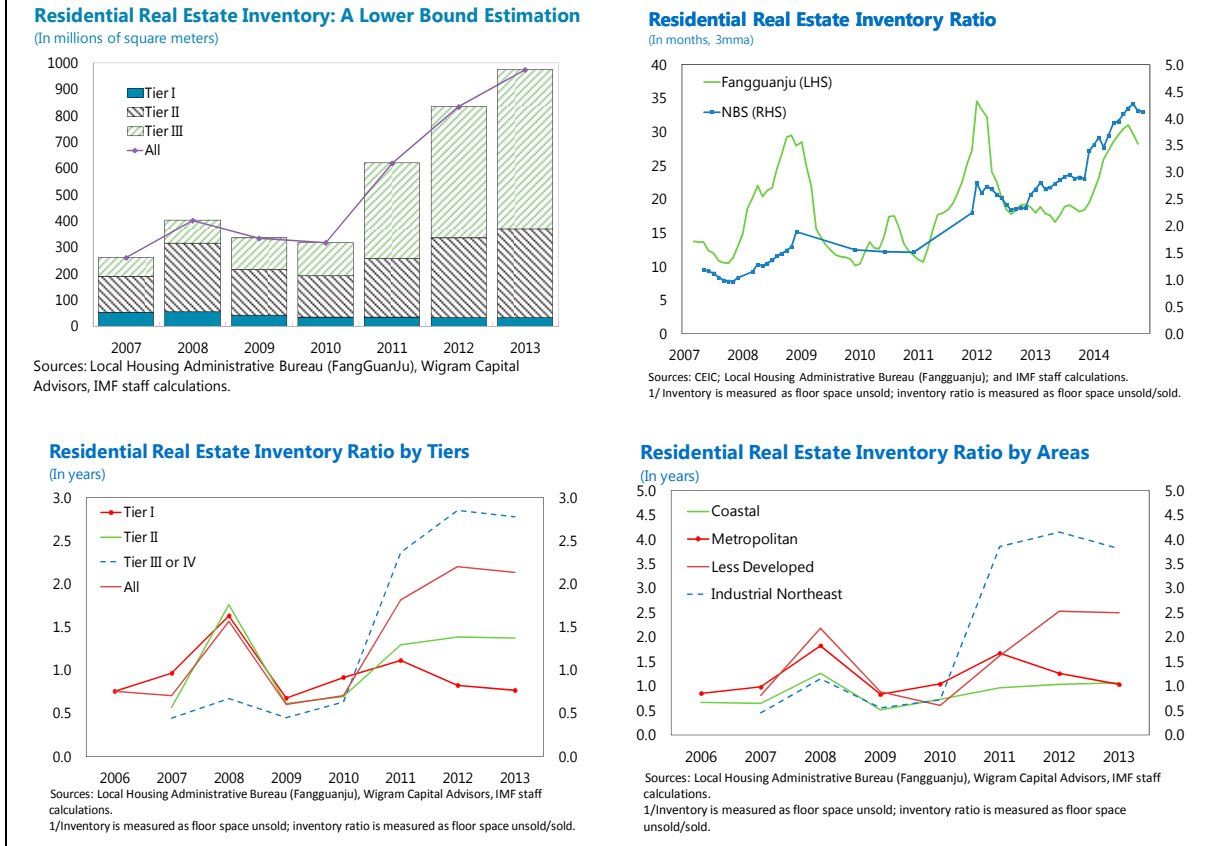 Residential Real Estate Inventory: A Lower Bound Estimation
(In millions of square meters)
1000
900
800
700
600
500
400
300
200
100
0
Tier I
Tier II
Tier III
All
2007 2008 2009 2010 2011 2012 2013
Sources: Local Housing Administrative Bureau (FangGuanJu), Wigram Capital
Advisors, IMF staff calculations.
Residential Real Estate Inventory Ratio
(In months, 3mma)
40
35
30
25
20
15
10
5
0
Fangguanju (LHS)
NBS (RHS)
5.0
4.5
4.0
3.5
3.0
2.5
2.0
1.5
1.0
0.5
0.0
2007 2008 2009 2010 2011 2012 2013 2014
Sources: CEIC; Local Housing Administrative Bureau (Fangguanju); and IMF staff calculations.
1/ Inventory is measured as floor space unsold; inventory ratio is measured as floor space unsold/sold.
Residential Real Estate Inventory Ratio by Tiers
(In years)
3.0
2.5
2.0
1.5
1.0
0.5
0.0
Tier I
Tier II
Tier III or IV
All
3.0
2.5
2.0
1.5
1.0
0.5
0.0
2006 2007 2008 2009 2010 2011 2012 2013
Sources: Local Housing Administrative Bureau (Fangguanju), Wigram Capital Advisors, IMF staff
calculations.
1/Inventory is measured as floor space unsold; inventory ratio is measured as floor space unsold/sold.
Residential Real Estate Inventory Ratio by Areas
(In years)
5.0
4.5
4.0
3.5
3.0
2.5
2.0
1.5
1.0
0.5
0.0
Coastal
Metropolitan
Less Developed
Industrial Northeast
5.0
4.5
4.0
3.5
3.0
2.5
2.0
1.5
1.0
0.5
0.0
2006 2007 2008 2009 2010 2011 2012 2013
Sources: Local Housing Administrative Bureau (Fangguanju), Wigram Capital Advisors, IMF staff
calculations.
1/Inventory is measured as floor space unsold; inventory ratio is measured as floor space
unsold/sold.